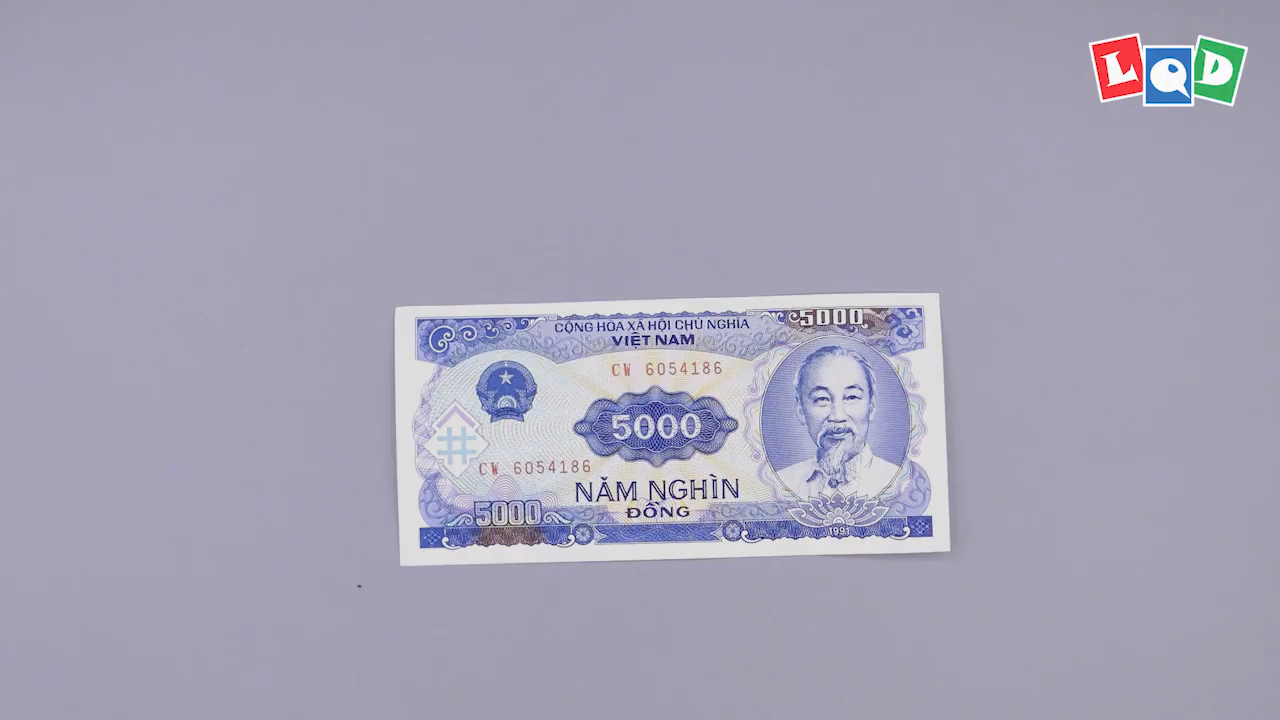 LQD
CỘNG HÒA XÃ HỘI CHỦ NGHĨA
VIỆT NAM
5000
CW 6054186
5000
CW 6054186
NĂM NGHÌN
ĐỒNG
5000
1991